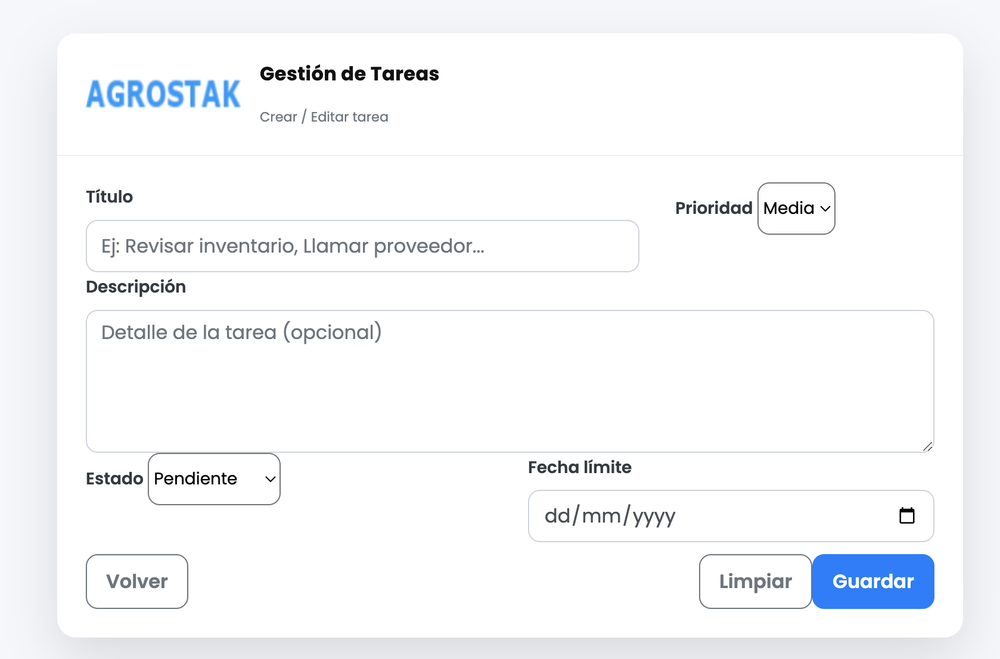 AGROSTAK
Gestión de Tareas
Crear / Editar tarea
Título
Ej: Revisar inventario, Llamar proveedor...
Prioridad
Media
Descripción
Detalle de la tarea (opcional)
Estado
Pendiente
Fecha límite
dd/mm/yyyy
Volver
Limpiar
Guardar